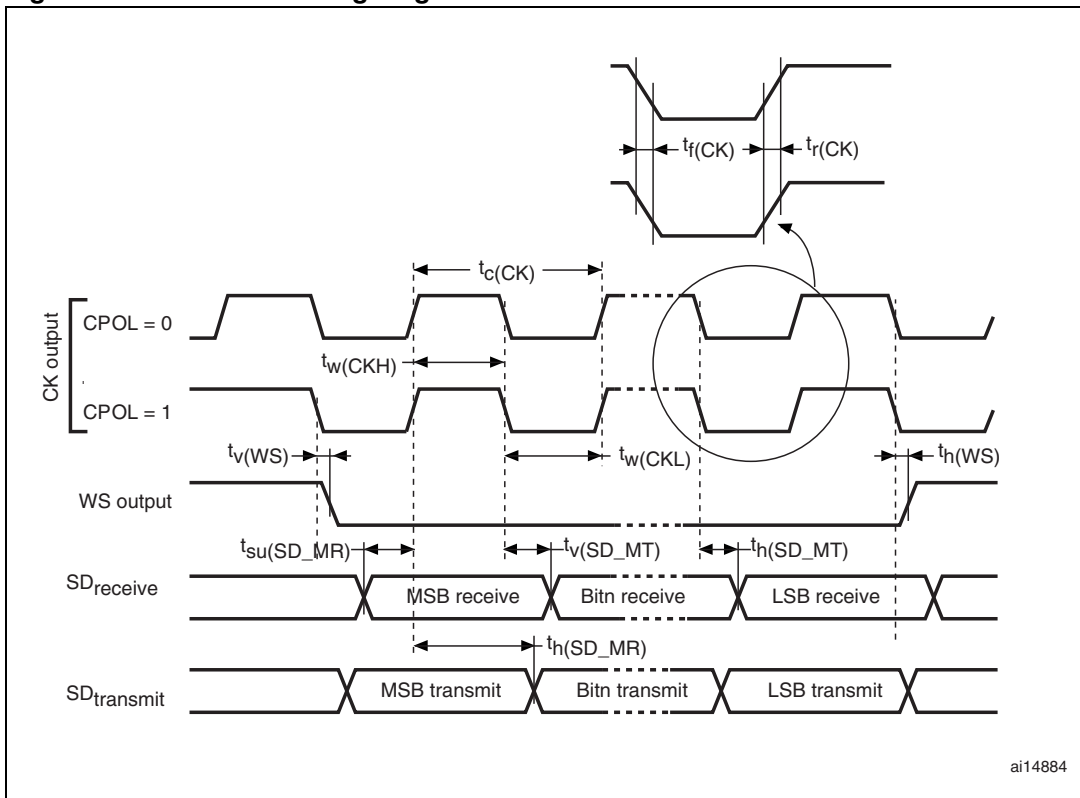 tf(CK)
tr(CK)
tc(CK)
CK output
CPOL = 0
tw(CKH)
CPOL = 1
tv(WS)
tw(CKL)
th(WS)
WS output
tsu(SD_MR)
tv(SD_MT)
th(SD_MT)
SDreceive
MSB receive
Bitn receive
LSB receive
th(SD_MR)
SDtransmit
MSB transmit
Bitn transmit
LSB transmit
ai14884